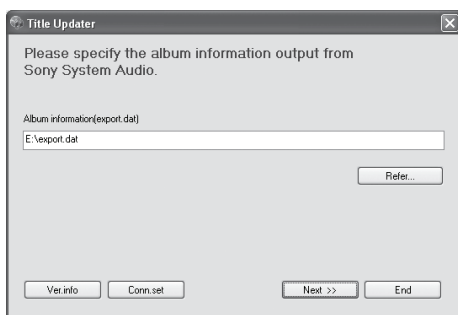 Title Updater
Please specify the album information output from
Sony System Audio.
Album information(export.dat)
E:\export.dat
Refer...
Ver.info
Conn.set
Next >>
End